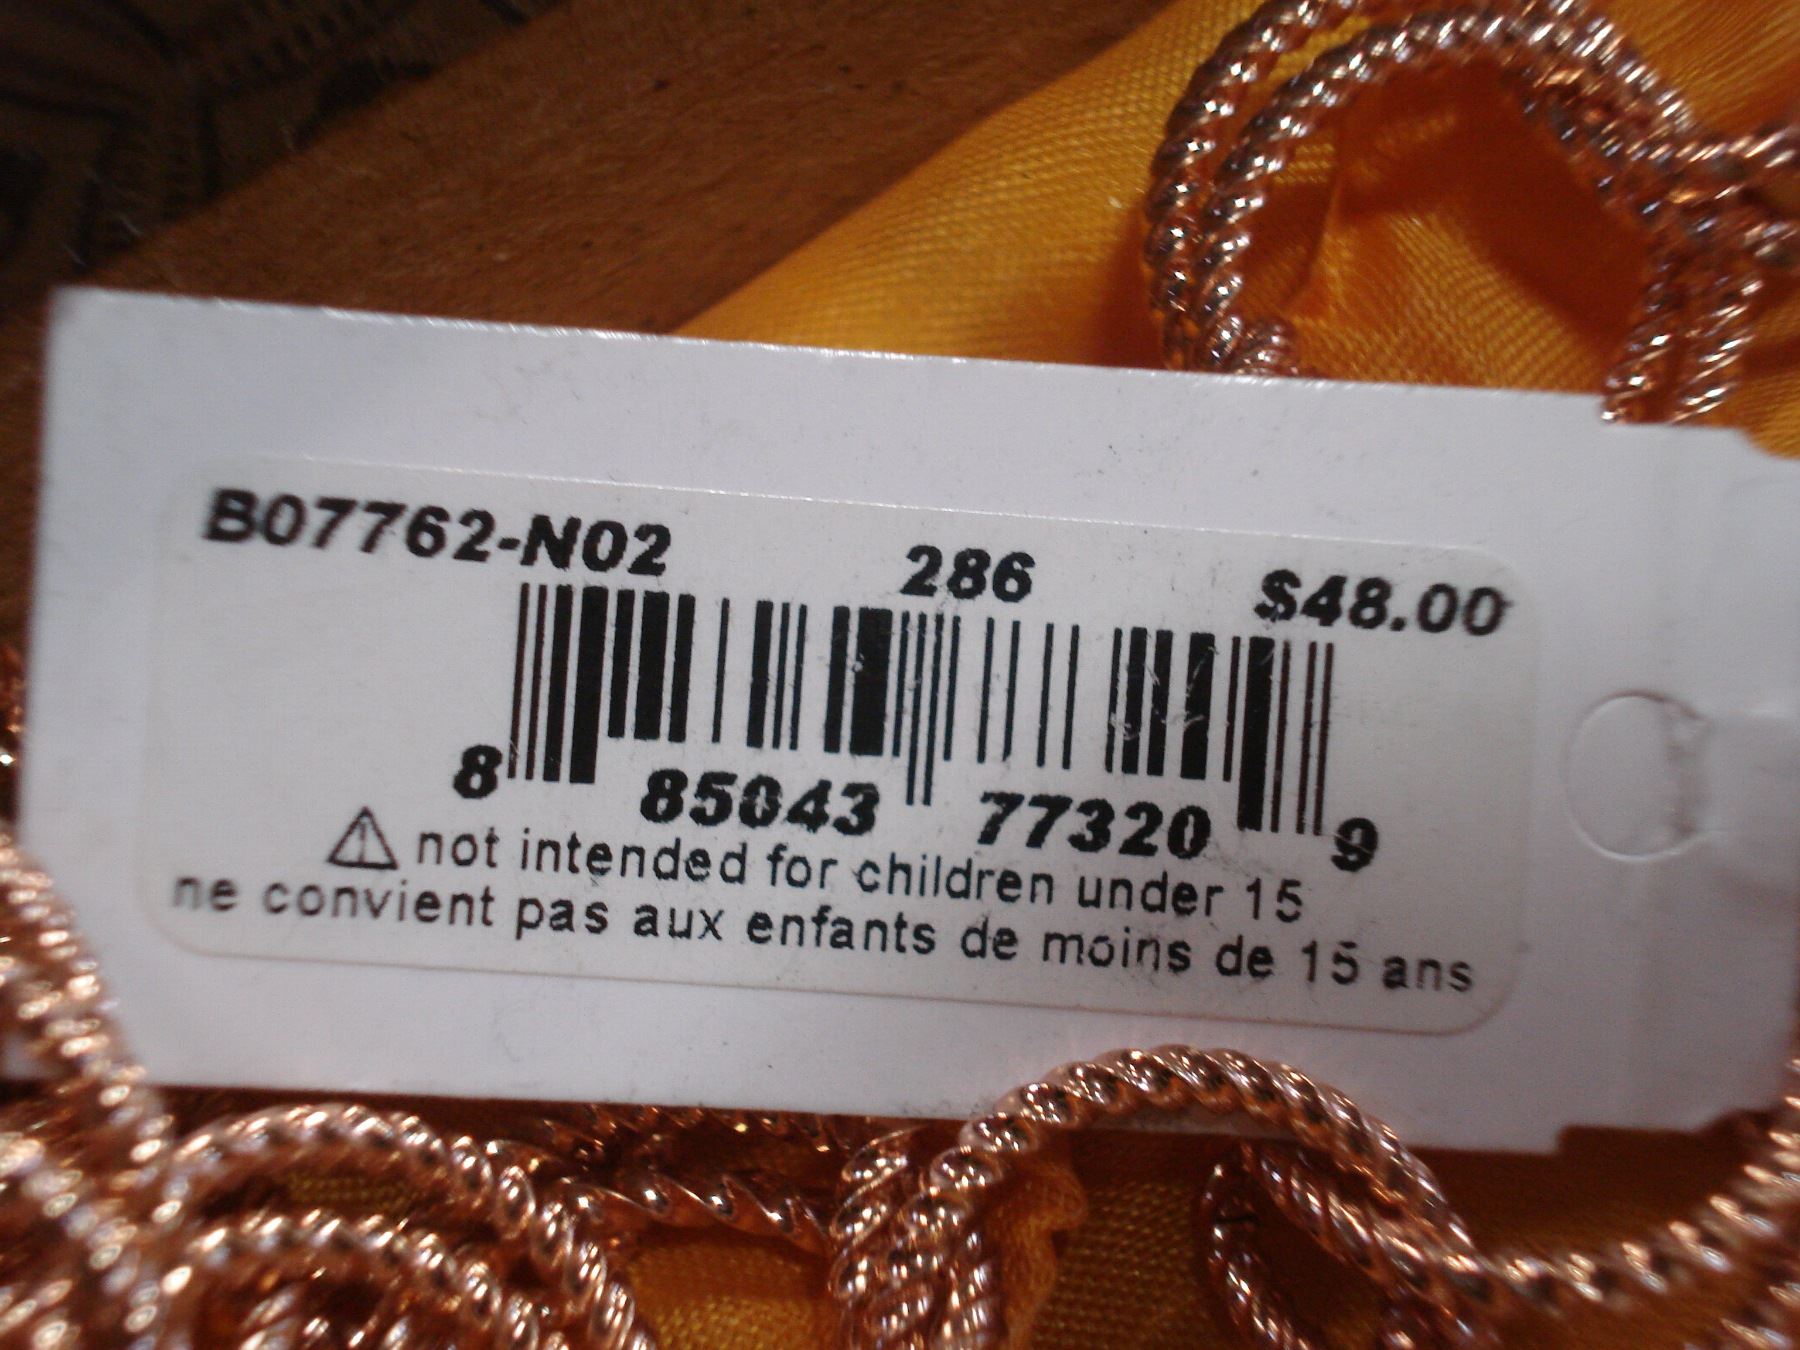 B07762-N02 286 $48.00
8 85043 77320 9
⚠ not intended for children under 15
ne convient pas aux enfants de moins de 15 ans